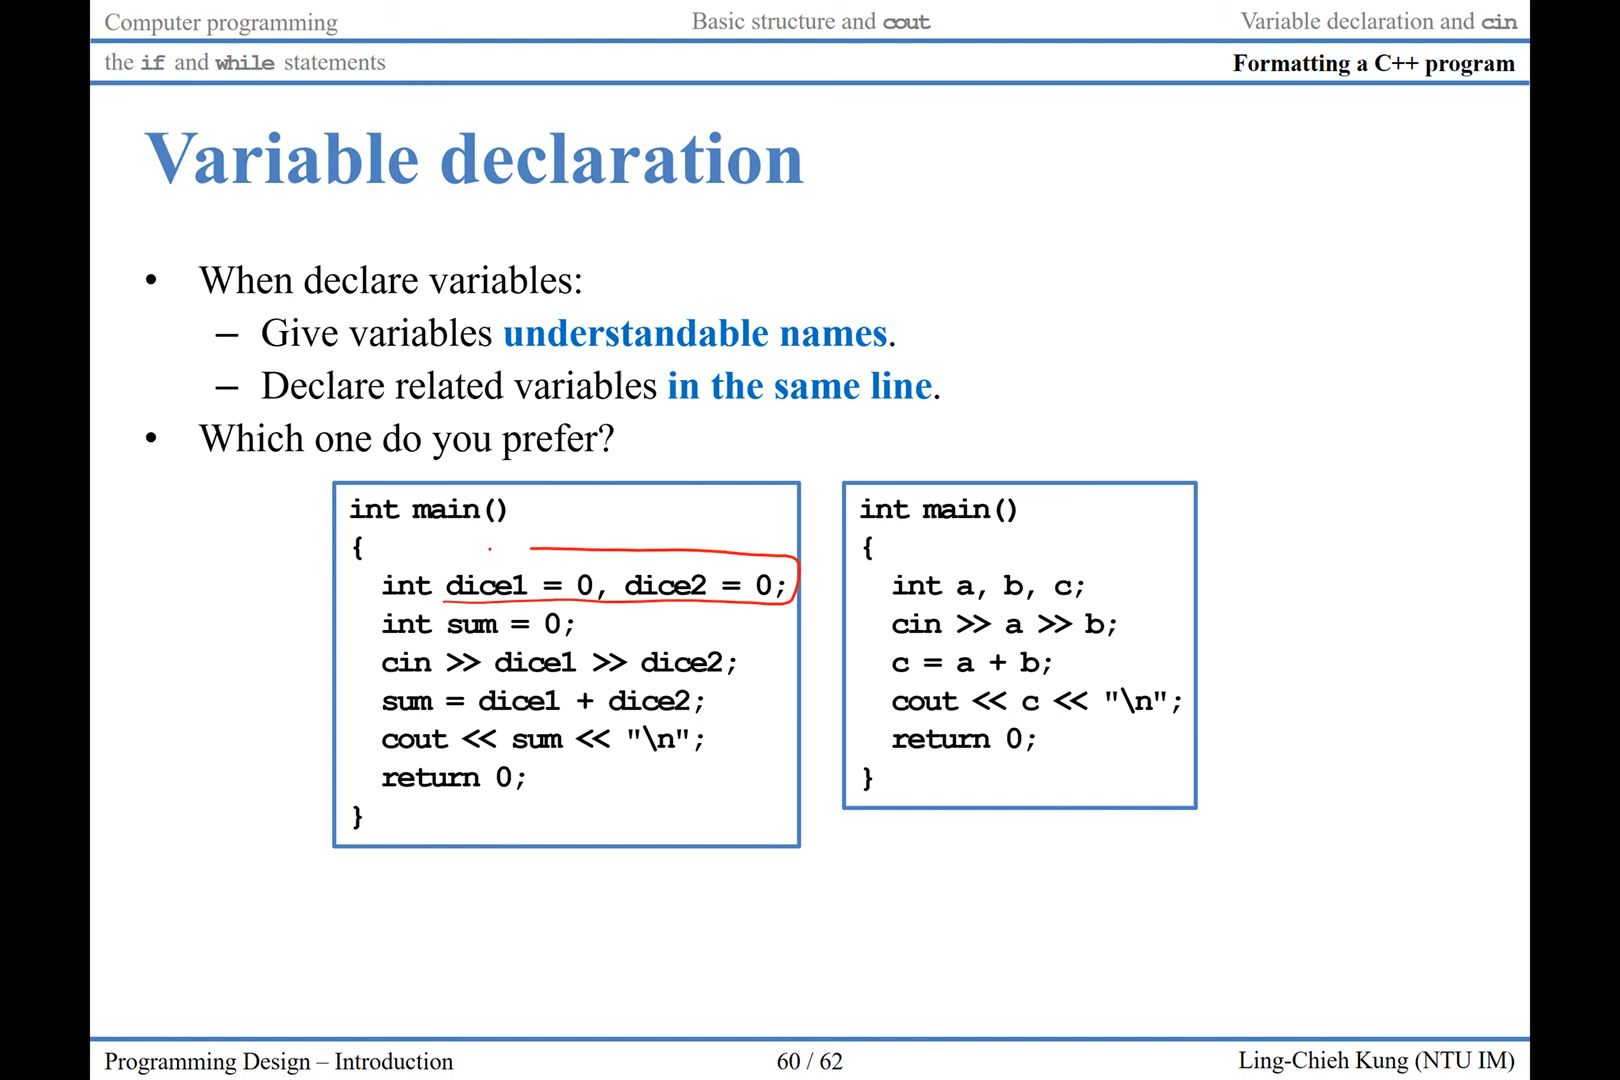 Computer programming Basic structure and cout Variable declaration and cin
the if and while statements Formatting a C++ program
Variable declaration
• When declare variables:
– Give variables understandable names.
– Declare related variables in the same line.
• Which one do you prefer?
int main()
{
int dice1 = 0, dice2 = 0;
int sum = 0;
cin >> dice1 >> dice2;
sum = dice1 + dice2;
cout << sum << "\n";
return 0;
}
int main()
{
int a, b, c;
cin >> a >> b;
c = a + b;
cout << c << "\n";
return 0;
}
Programming Design – Introduction 60 / 62 Ling-Chieh Kung (NTU IM)